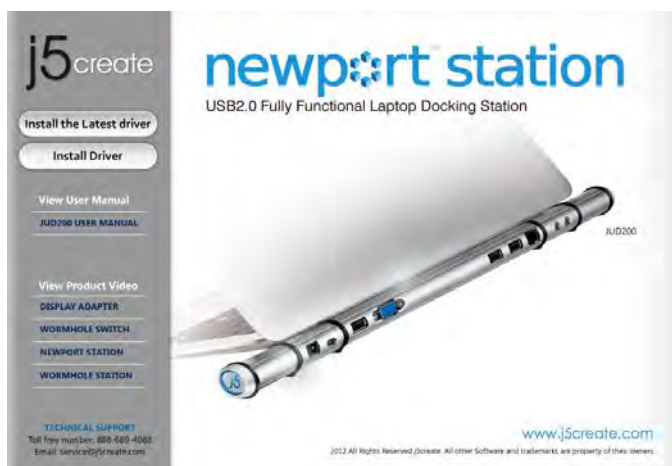 j5create
Install the Latest driver
Install Driver
View User Manual
JUD200 USER MANUAL
View Product Video
DISPLAY ADAPTER
WORMHOLE SWITCH
NEWPORT STATION
WORMHOLE STATION
TECHNICAL SUPPORT
Toll free number: 888-689-4088
Email: service@j5create.com
newport station
USB2.0 Fully Functional Laptop Docking Station
JUD200
j5
www.j5create.com
2012 All Rights Reserved j5create. All other Software and trademarks are property of their owners.